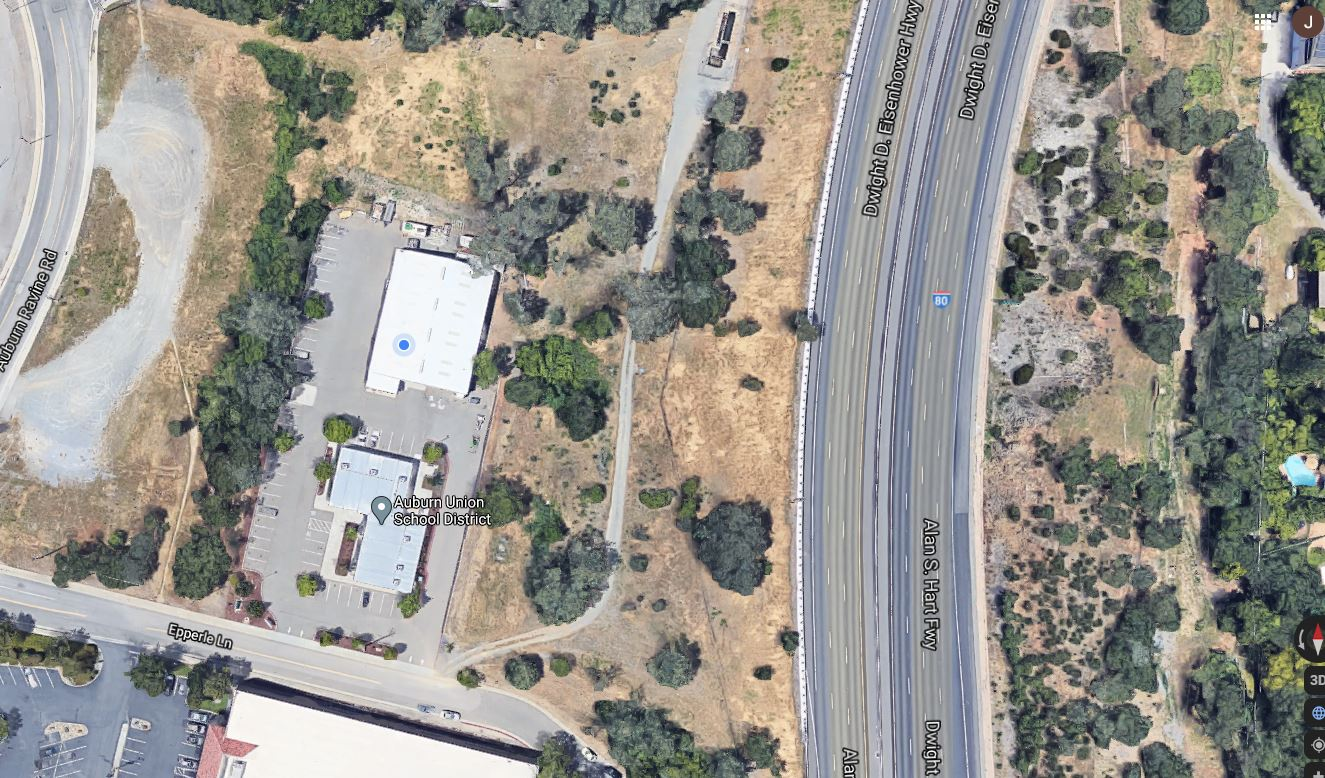 J
Dwight D. Eisenhower Hwy
Dwight D. Eisen
Auburn Ravine Rd
80
Auburn Union
School District
Alan S. Hart Fwy
Epperle Ln
3D
Alan
Dwight